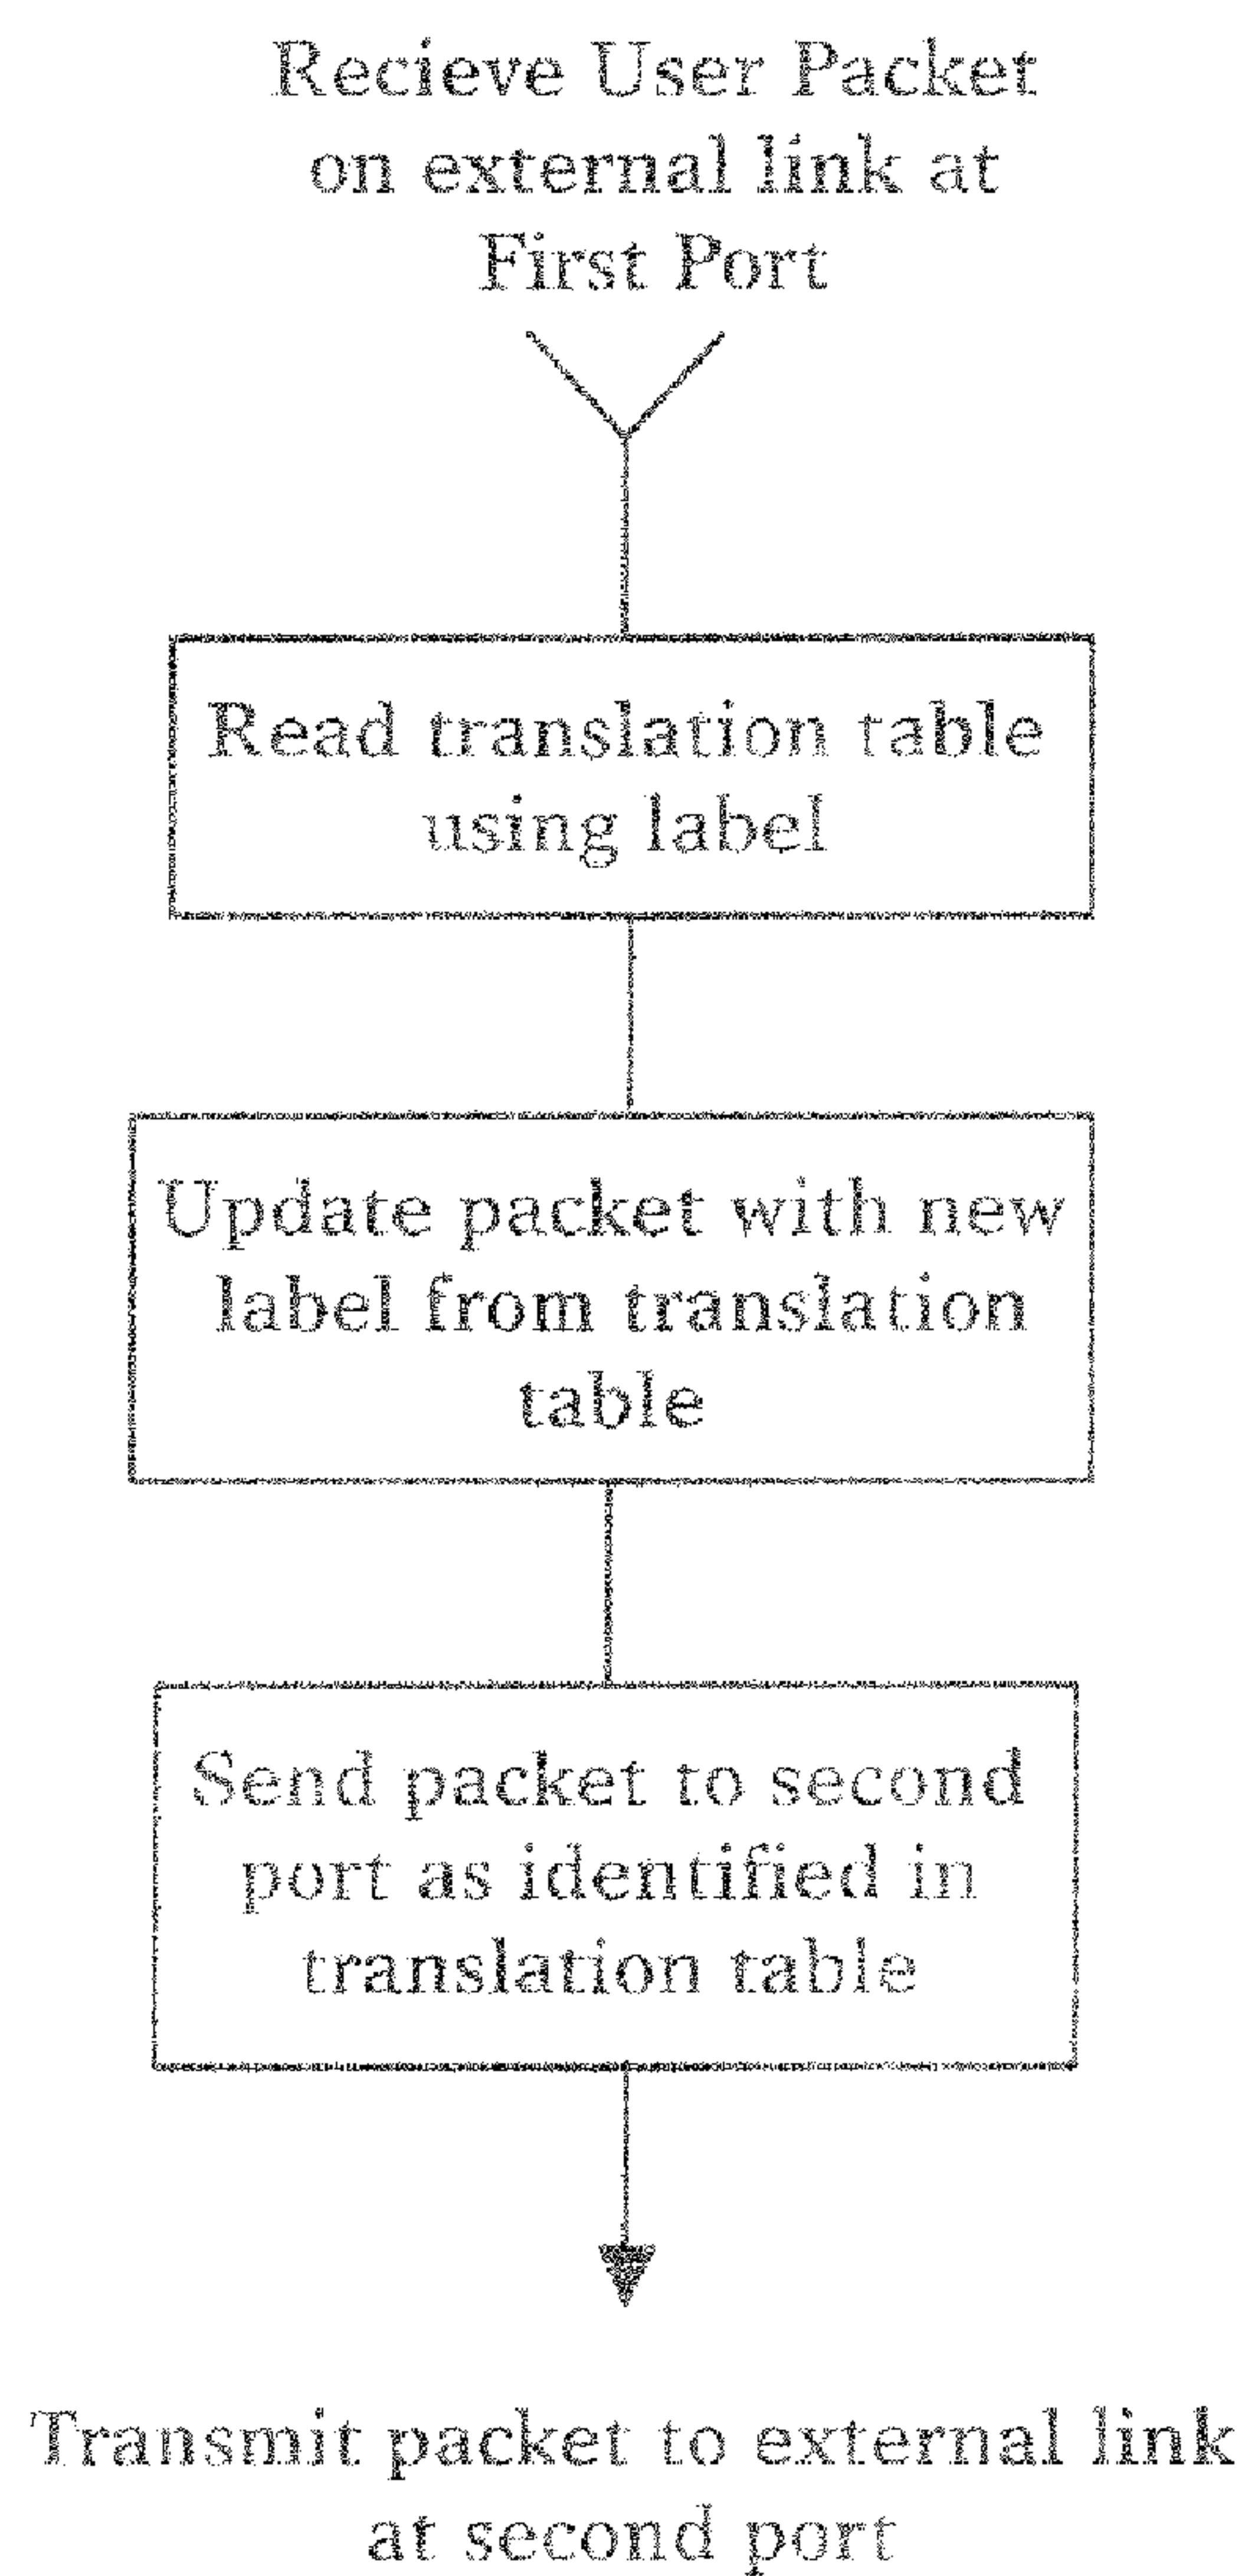 Recieve User Packet
on external link at
First Port
Read translation table
using label
Update packet with new
label from translation
table
Send packet to second
port as identified in
translation table
Transmit packet to external link
at second port